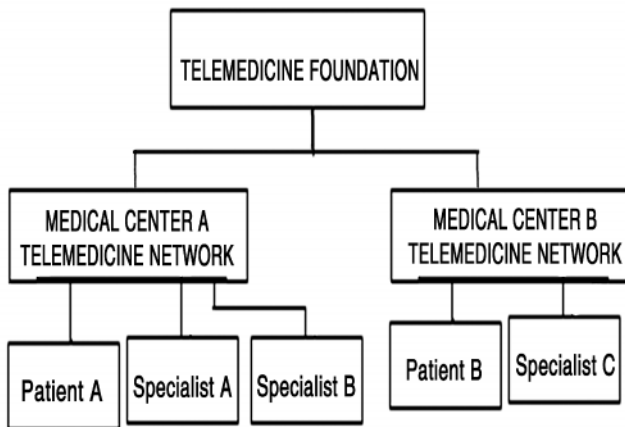 TELEMEDICINE FOUNDATION
MEDICAL CENTER A
TELEMEDICINE NETWORK
MEDICAL CENTER B
TELEMEDICINE NETWORK
Patient A
Specialist A
Specialist B
Patient B
Specialist C